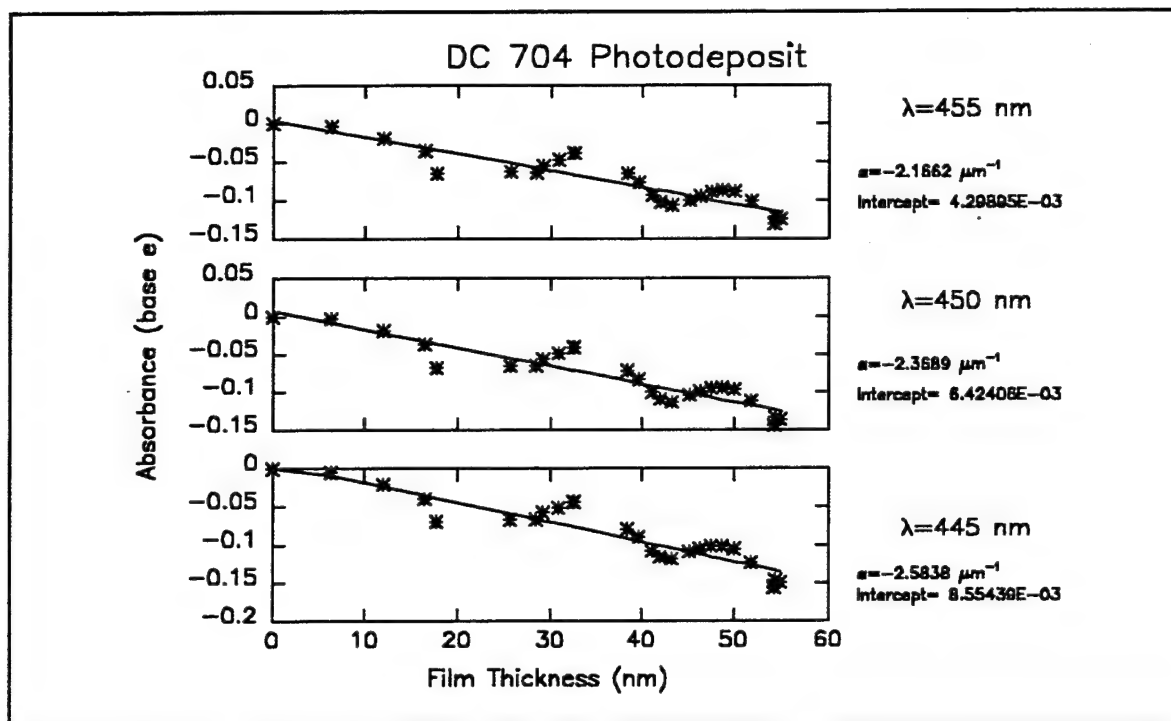 DC 704 Photodeposit
0.05
0
−0.05
−0.1
−0.15
λ=455 nm
α=−2.1662 μm⁻¹
Intercept= 4.29895E−03
0.05
0
−0.05
−0.1
−0.15
λ=450 nm
α=−2.3689 μm⁻¹
Intercept= 6.42406E−03
0
−0.05
−0.1
−0.15
−0.2
λ=445 nm
α=−2.5838 μm⁻¹
Intercept= 8.55439E−03
0 10 20 30 40 50 60
Film Thickness (nm)
Absorbance (base e)